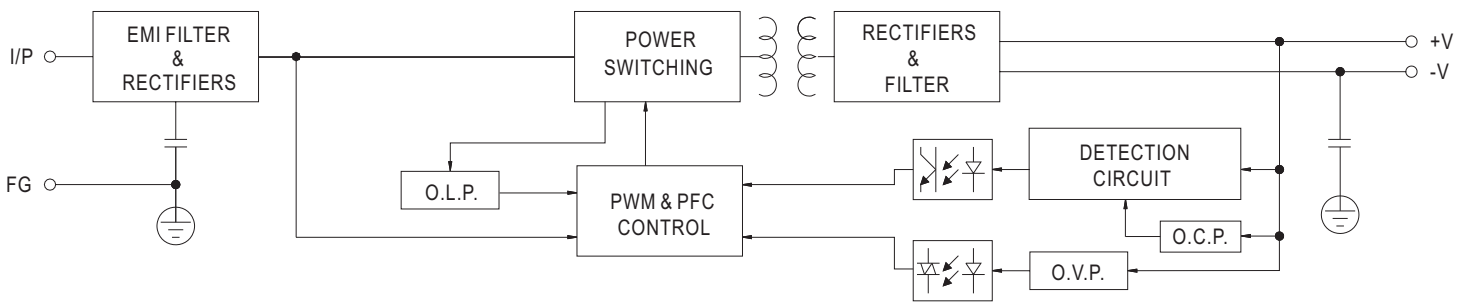 I/P
EMI FILTER
&
RECTIFIERS
POWER
SWITCHING
RECTIFIERS
&
FILTER
+V
-V
FG
O.L.P.
PWM & PFC
CONTROL
DETECTION
CIRCUIT
O.C.P.
O.V.P.